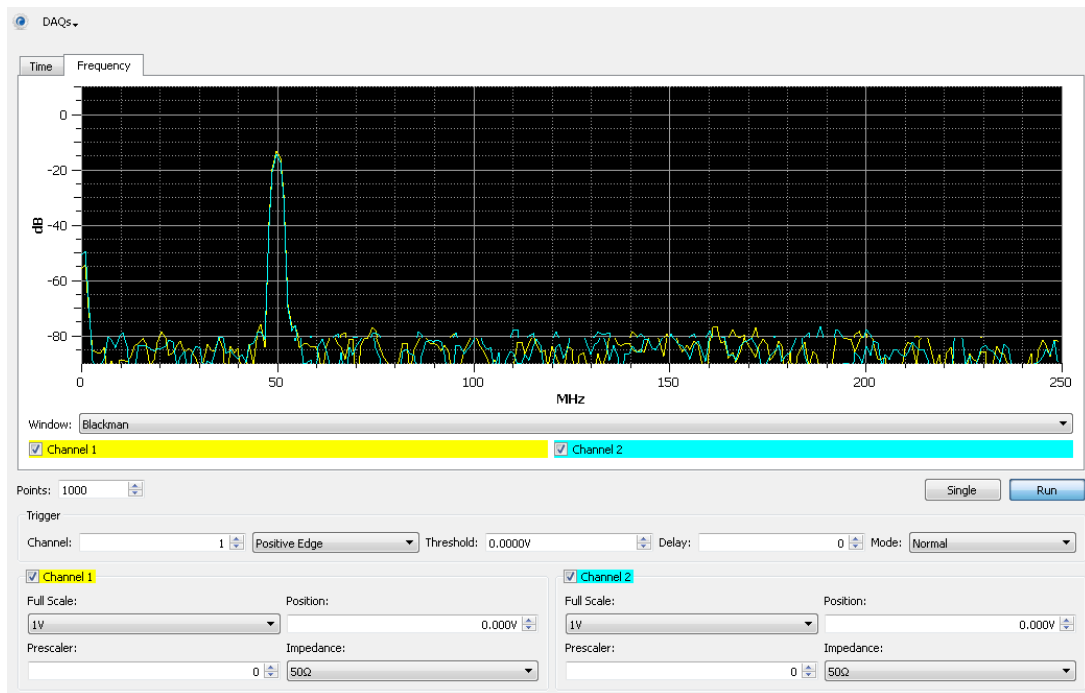 DAQs
Time Frequency
0
-20
-40
-60
-80
dB
0 50 100 150 200 250
MHz
Window: Blackman
Channel 1 Channel 2
Points: 1000 Single Run
Trigger
Channel: 1 Positive Edge Threshold: 0.0000V Delay: 0 Mode: Normal
Channel 1 Channel 2
Full Scale: Position: Full Scale: Position:
1V 0.000V 1V 0.000V
Prescaler: Impedance: Prescaler: Impedance:
0 50Ω 0 50Ω